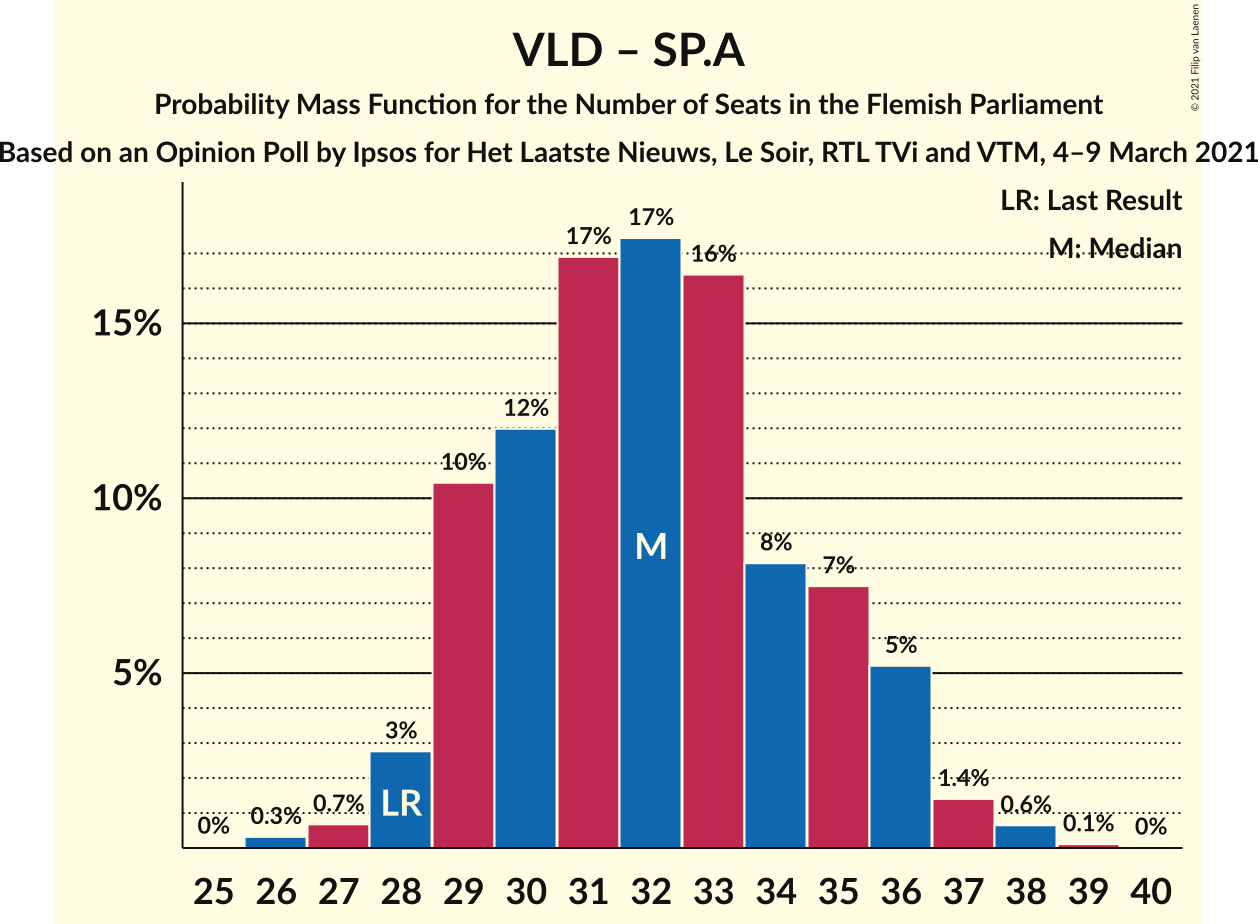 VLD – SP.A
Probability Mass Function for the Number of Seats in the Flemish Parliament
Based on an Opinion Poll by Ipsos for Het Laatste Nieuws, Le Soir, RTL TVi and VTM, 4–9 March 2021
© 2021 Filip van Laenen
LR: Last Result
M: Median
15%
10%
5%
0% 0.3% 0.7% 3% 10% 12% 17% 17% 16% 8% 7% 5% 1.4% 0.6% 0.1% 0%
LR M
25 26 27 28 29 30 31 32 33 34 35 36 37 38 39 40